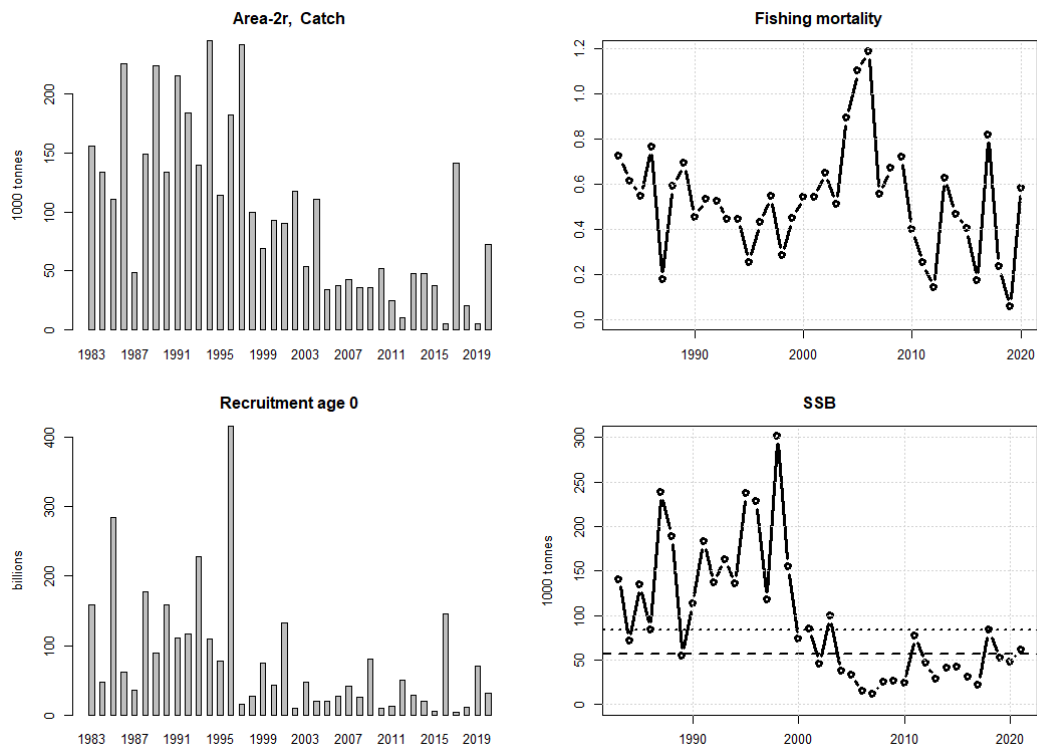 Area-2r, Catch
1000 tonnes
0 50 100 150 200
1983 1987 1991 1995 1999 2003 2007 2011 2015 2019
Fishing mortality
0.0 0.2 0.4 0.6 0.8 1.0 1.2
1990 2000 2010 2020
Recruitment age 0
billions
0 100 200 300 400
1983 1987 1991 1995 1999 2003 2007 2011 2015 2019
SSB
1000 tonnes
0 50 100 150 200 250 300
1990 2000 2010 2020